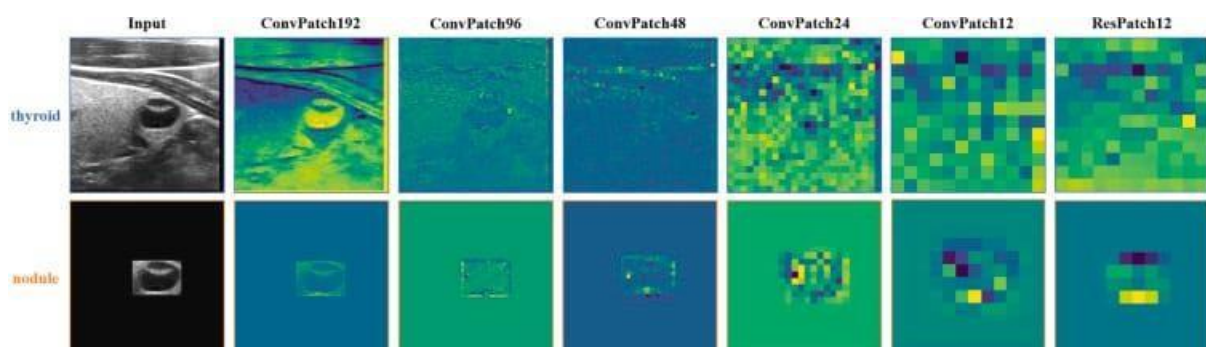 Input ConvPatch192 ConvPatch96 ConvPatch48 ConvPatch24 ConvPatch12 ResPatch12
thyroid
nodule